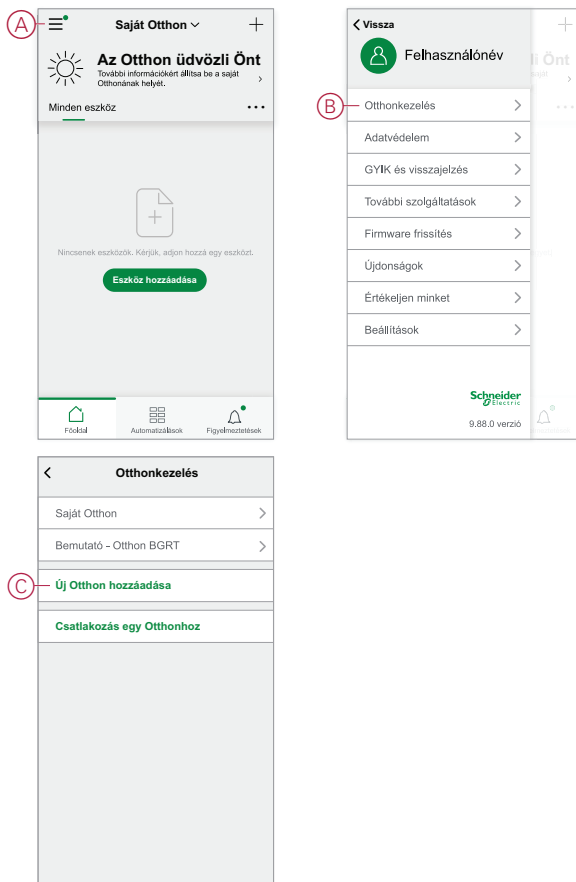 A
Saját Otthon
Az Otthon üdvözli Önt
További információkért állítsa be a saját
Otthonának helyét.
Minden eszköz
Nincsenek eszközök. Kérjük, adjon hozzá egy eszközt.
Eszköz hozzáadása
Főoldal
Automatizálások
Figyelmeztetések
Vissza
Felhasználónév
li Önt
B
Otthonkezelés
Adatvédelem
GYIK és visszajelzés
További szolgáltatások
Firmware frissítés
Újdonságok
Értékeljen minket
Beállítások
Schneider
Electric
9.88.0 verzió
Otthonkezelés
Saját Otthon
Bemutató - Otthon BGRT
C
Új Otthon hozzáadása
Csatlakozás egy Otthonhoz